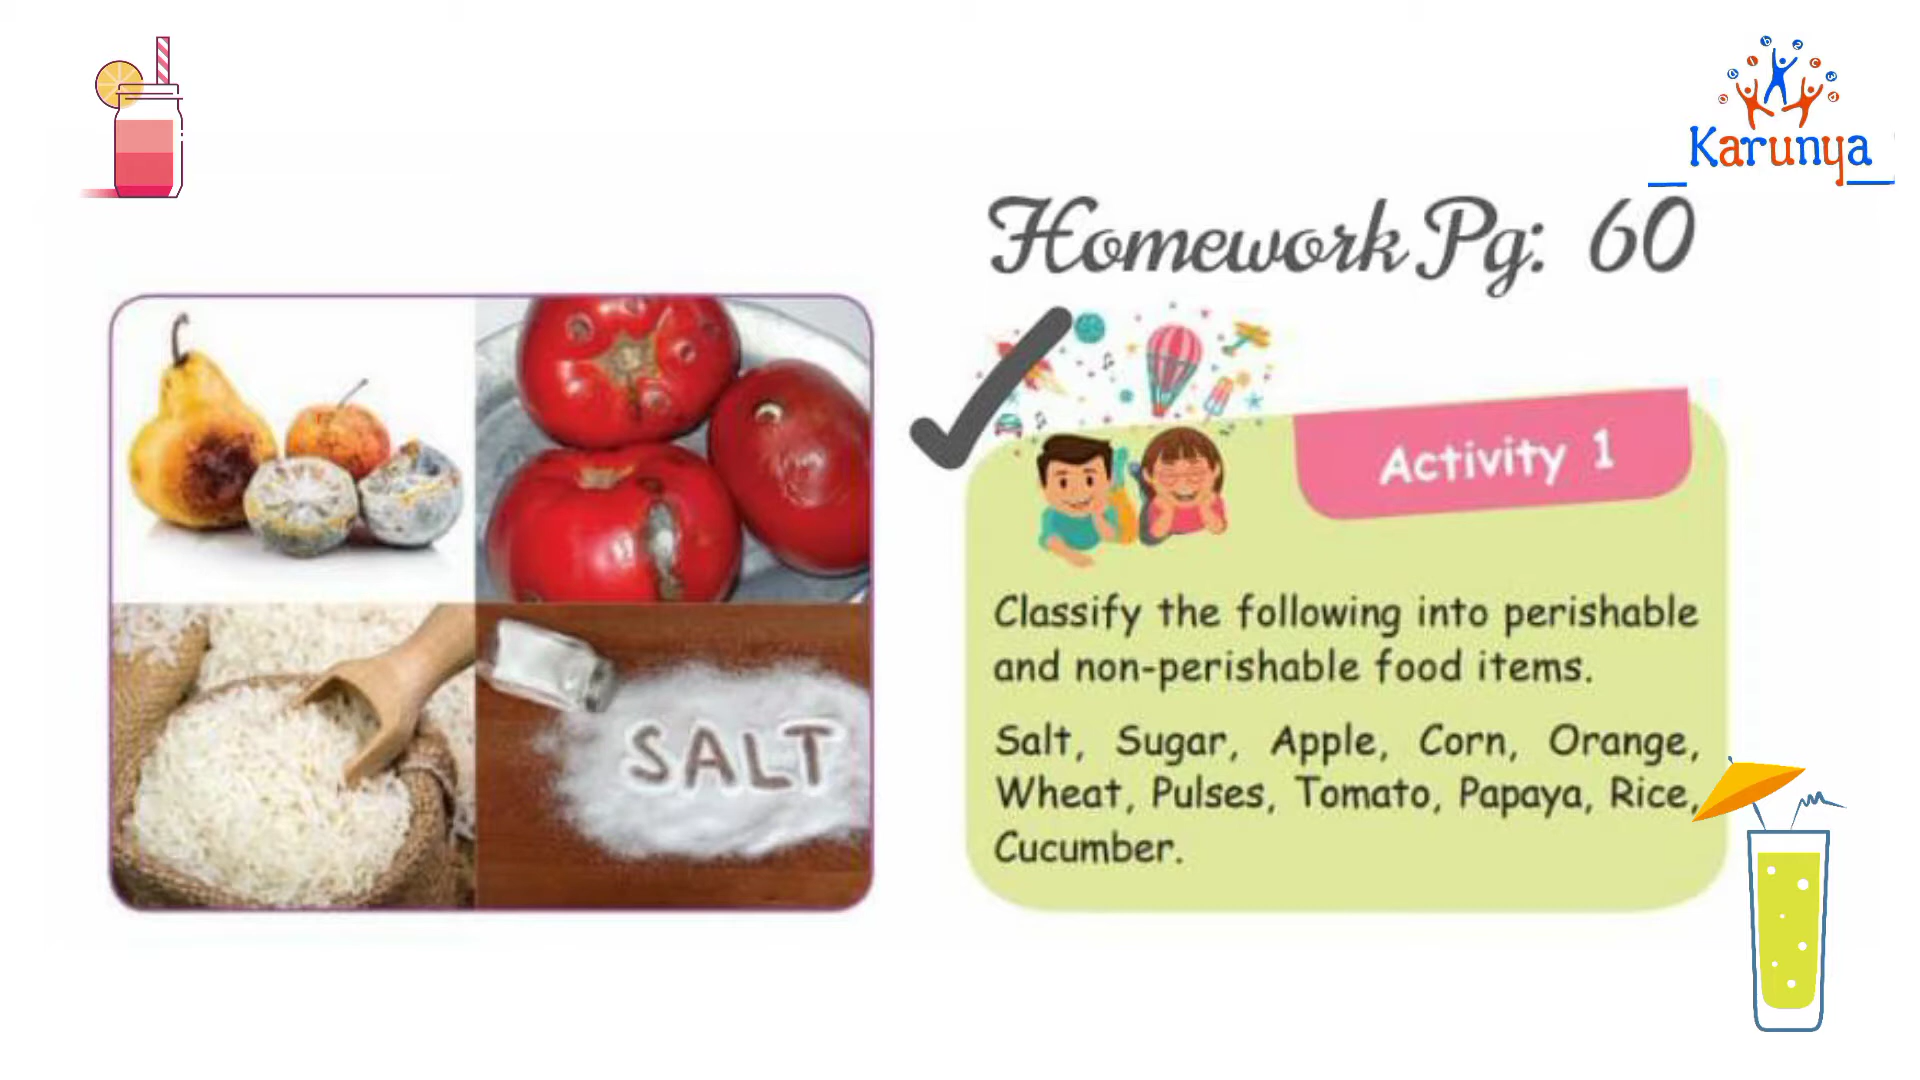 Karunya
Homework Pg: 60
Activity 1
SALT
Classify the following into perishable
and non-perishable food items.
Salt, Sugar, Apple, Corn, Orange,
Wheat, Pulses, Tomato, Papaya, Rice,
Cucumber.